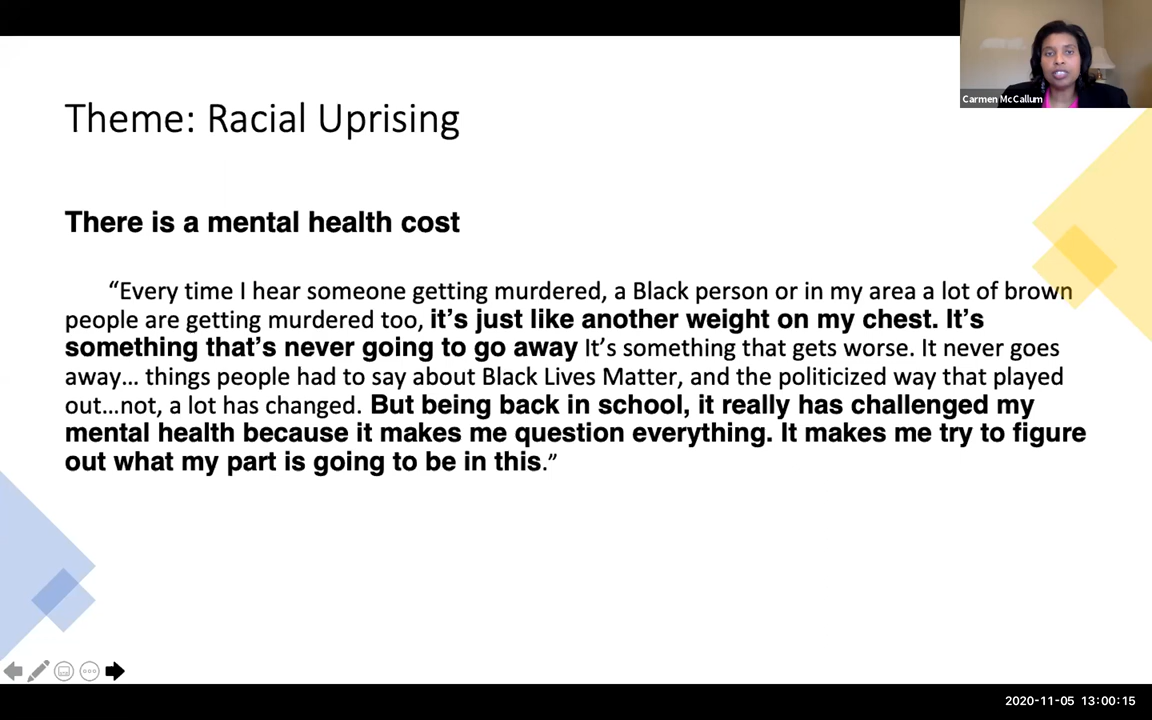 Carmen McCallum
Theme: Racial Uprising
There is a mental health cost
“Every time I hear someone getting murdered, a Black person or in my area a lot of brown
people are getting murdered too, it’s just like another weight on my chest. It’s
something that’s never going to go away It’s something that gets worse. It never goes
away… things people had to say about Black Lives Matter, and the politicized way that played
out…not, a lot has changed. But being back in school, it really has challenged my
mental health because it makes me question everything. It makes me try to figure
out what my part is going to be in this.”
2020-11-05 13:00:15